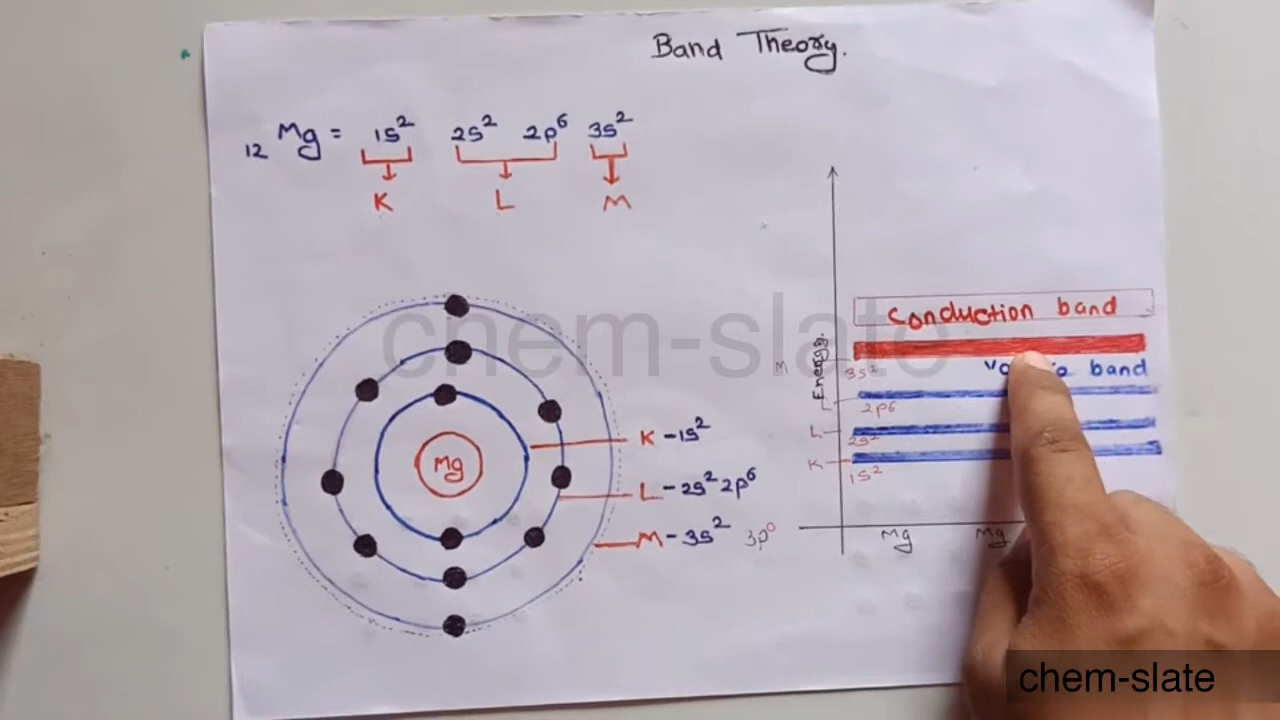 Band Theory.
12 Mg = 1s² 2s² 2p⁶ 3s²
K L M
Mg
K - 1s²
L - 2s² 2p⁶
M - 3s² 3p⁰
Energy.
Conduction band
M 3s²
band
L 2p⁶
L 2s²
K 1s²
Mg Mg
chem-slate
chem-slate